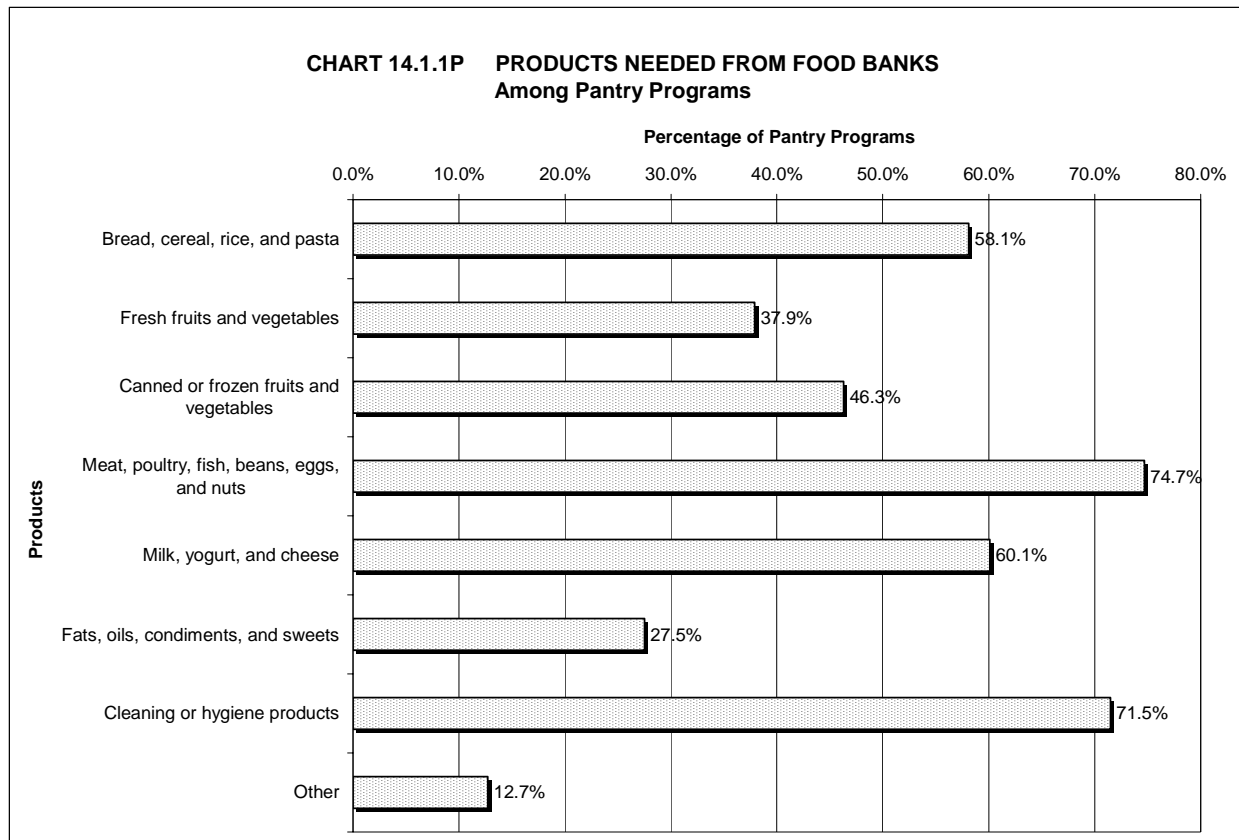 CHART 14.1.1P PRODUCTS NEEDED FROM FOOD BANKS
Among Pantry Programs
Percentage of Pantry Programs
0.0% 10.0% 20.0% 30.0% 40.0% 50.0% 60.0% 70.0% 80.0%
Products
Bread, cereal, rice, and pasta 58.1%
Fresh fruits and vegetables 37.9%
Canned or frozen fruits and
vegetables 46.3%
Meat, poultry, fish, beans, eggs,
and nuts 74.7%
Milk, yogurt, and cheese 60.1%
Fats, oils, condiments, and sweets 27.5%
Cleaning or hygiene products 71.5%
Other 12.7%